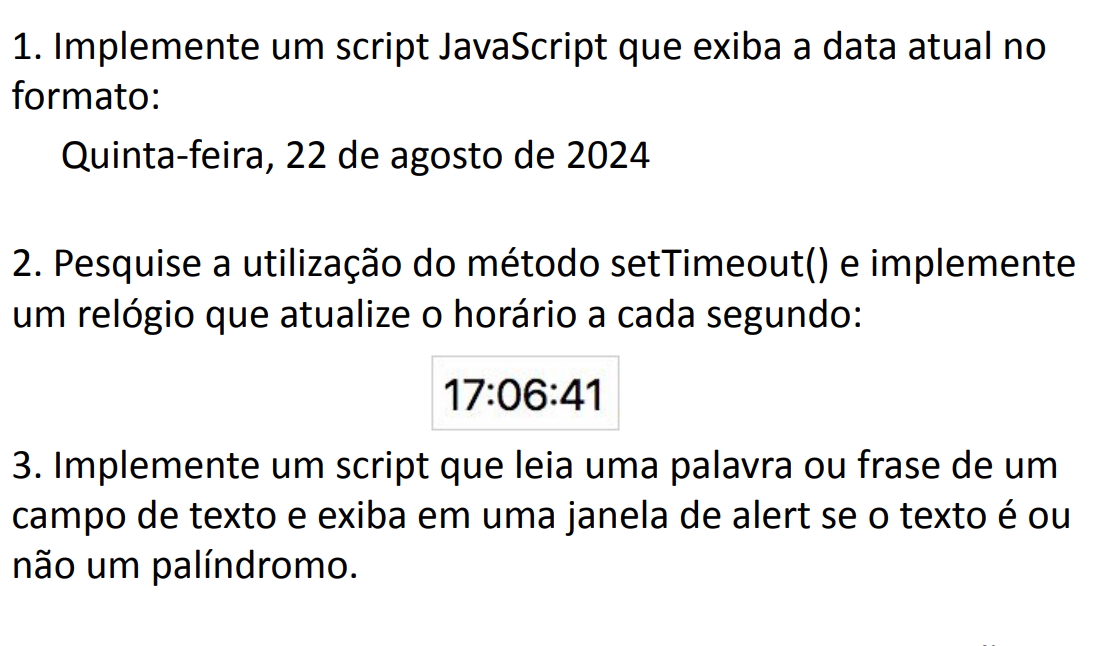 1. Implemente um script JavaScript que exiba a data atual no
formato:
Quinta-feira, 22 de agosto de 2024
2. Pesquise a utilização do método setTimeout() e implemente
um relógio que atualize o horário a cada segundo:
17:06:41
3. Implemente um script que leia uma palavra ou frase de um
campo de texto e exiba em uma janela de alert se o texto é ou
não um palíndromo.